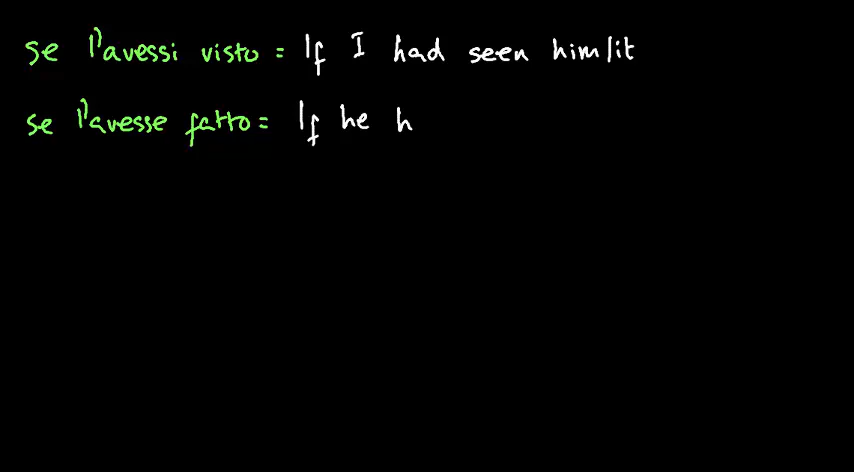 se l'avessi visto = If I had seen him/it
se l'avesse fatto = If he h